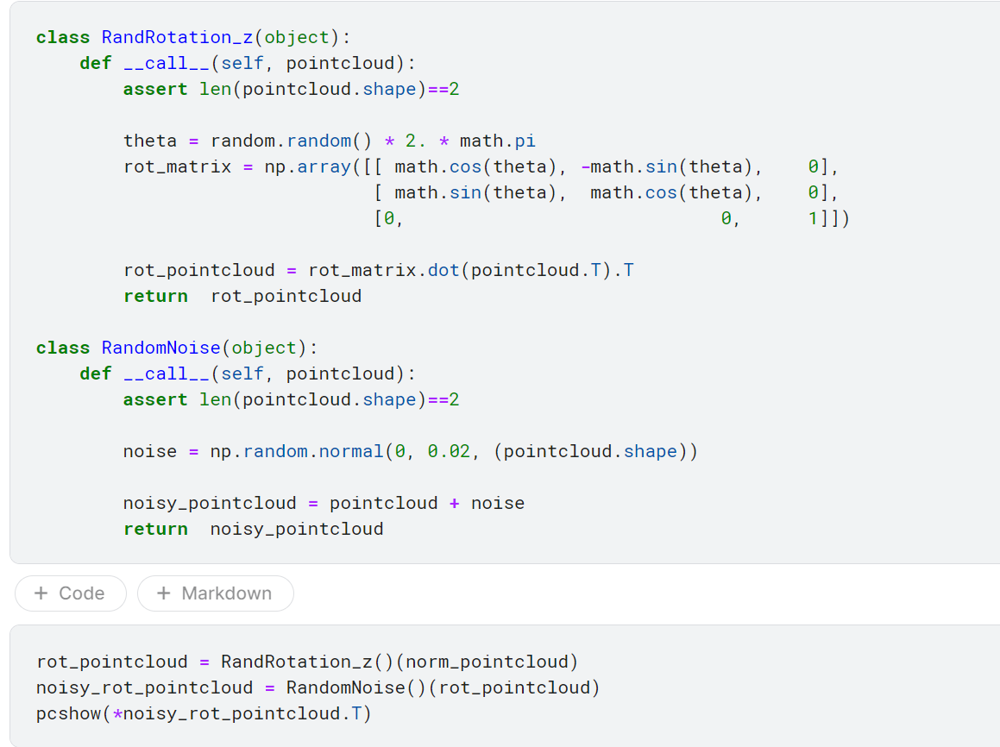 class RandRotation_z(object):
    def __call__(self, pointcloud):
        assert len(pointcloud.shape)==2
        theta = random.random() * 2. * math.pi
        rot_matrix = np.array([[ math.cos(theta), -math.sin(theta),    0],
                               [ math.sin(theta),  math.cos(theta),    0],
                               [0,                             0,      1]])
        rot_pointcloud = rot_matrix.dot(pointcloud.T).T
        return  rot_pointcloud
class RandomNoise(object):
    def __call__(self, pointcloud):
        assert len(pointcloud.shape)==2
        noise = np.random.normal(0, 0.02, (pointcloud.shape))
        noisy_pointcloud = pointcloud + noise
        return  noisy_pointcloud
+ Code + Markdown
rot_pointcloud = RandRotation_z()(norm_pointcloud)
noisy_rot_pointcloud = RandomNoise()(rot_pointcloud)
pcshow(*noisy_rot_pointcloud.T)